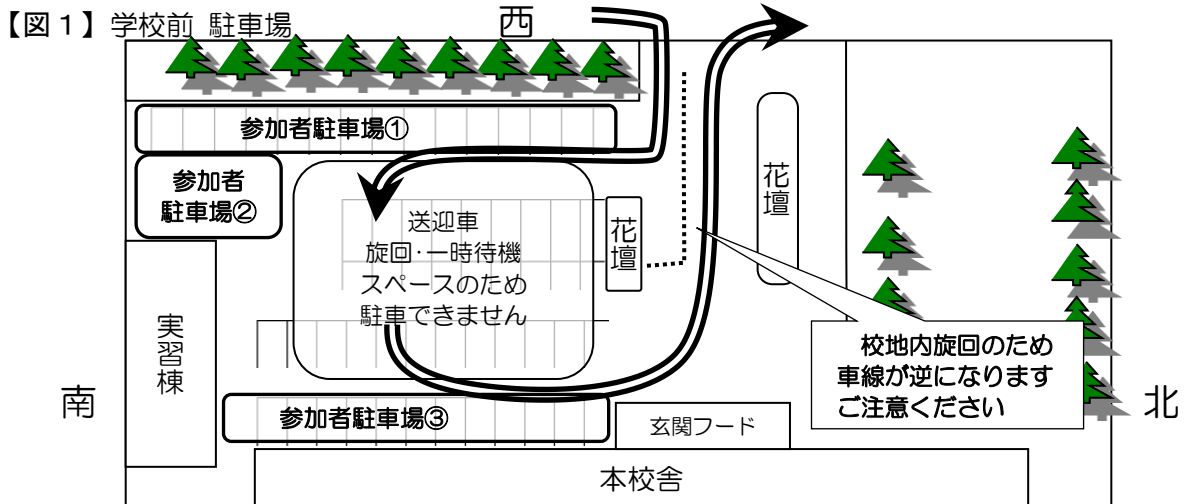 【図１】学校前 駐車場
西
参加者駐車場①
参加者
駐車場②
送迎車
旋回・一時待機
スペースのため
駐車できません
花壇
花壇
実習棟
校地内旋回のため
車線が逆になります
ご注意ください
南
北
参加者駐車場③
玄関フード
本校舎